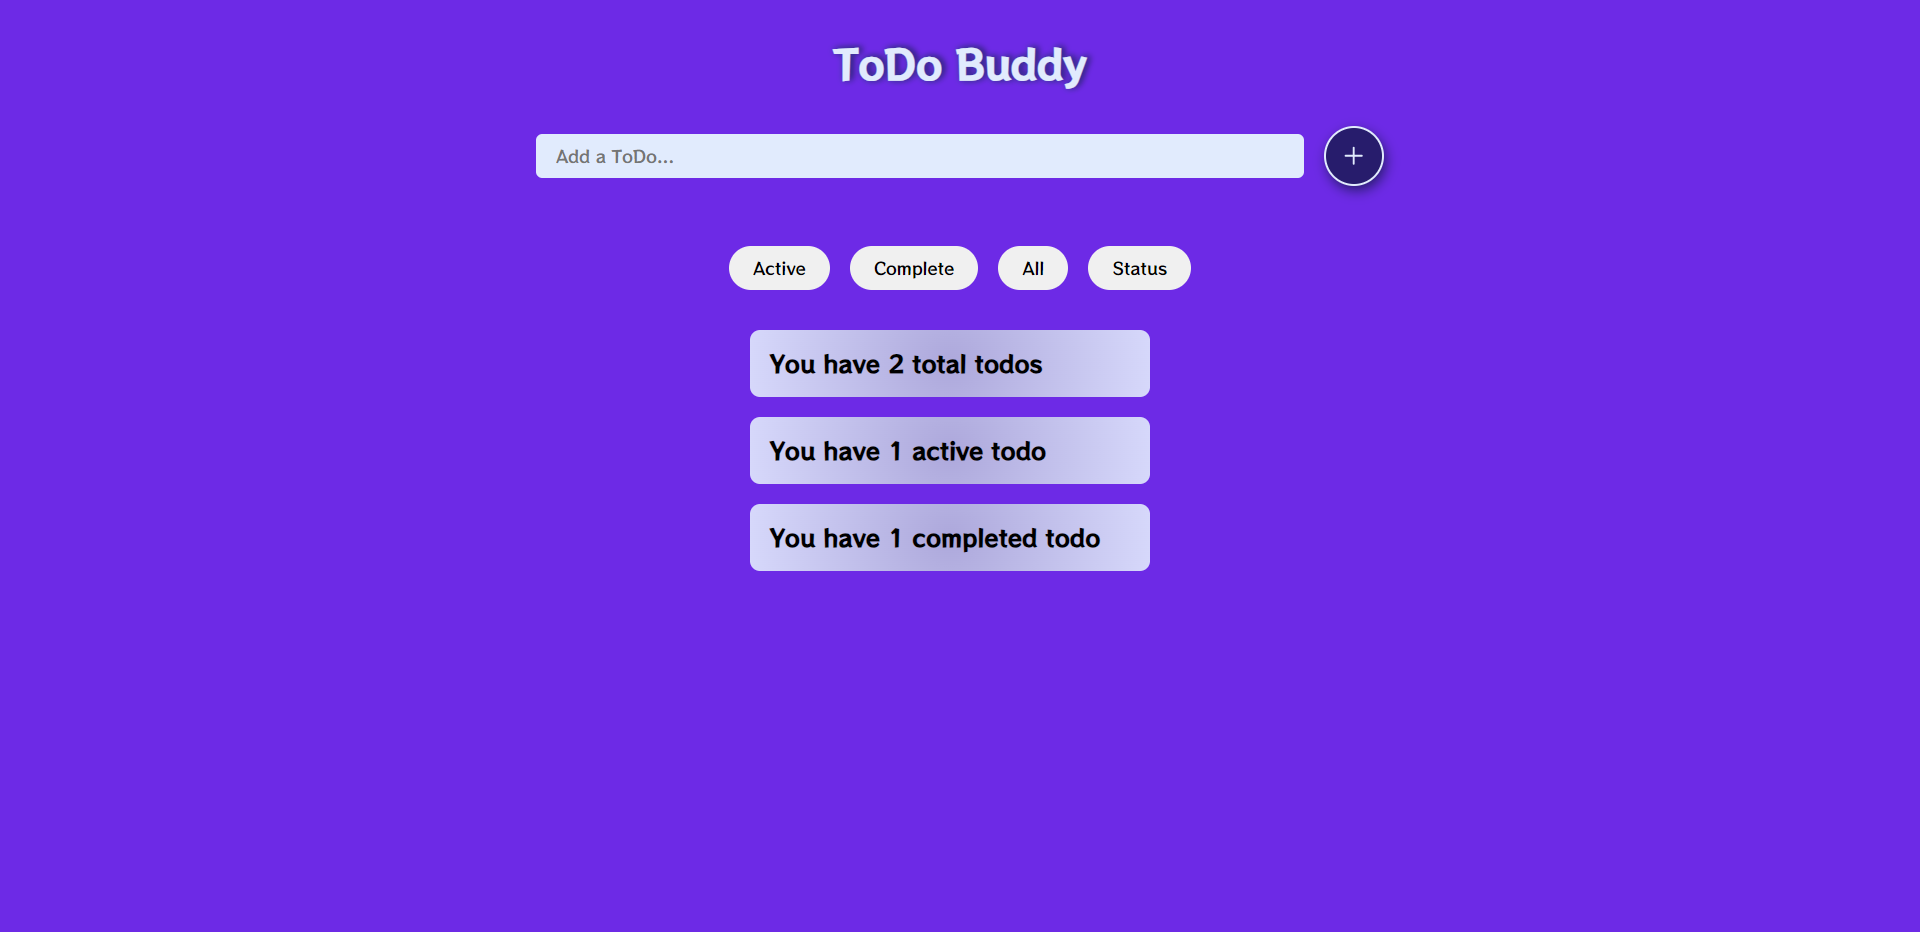 ToDo Buddy
Add a ToDo...
+
Active Complete All Status
You have 2 total todos
You have 1 active todo
You have 1 completed todo